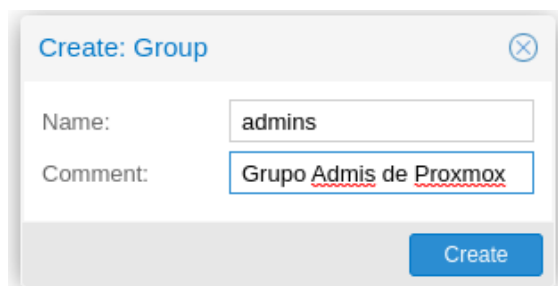 Create: Group
Name: admins
Comment: Grupo Admis de Proxmox
Create